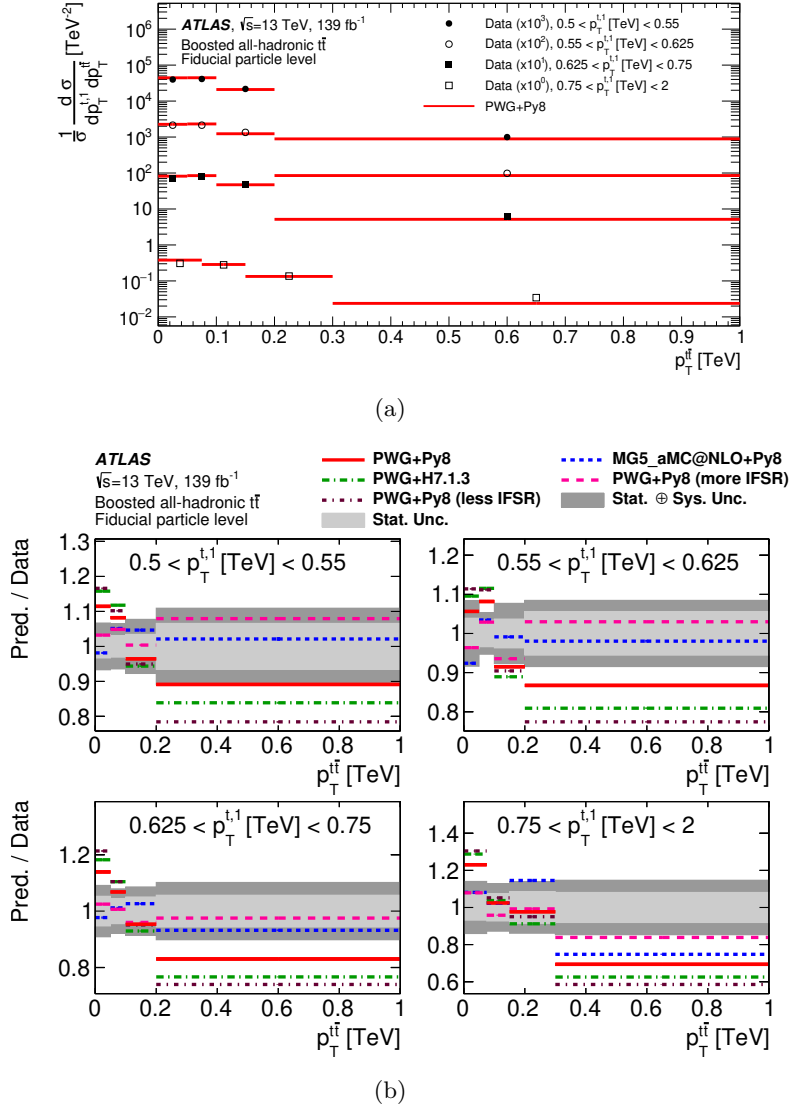 ATLAS, √s=13 TeV, 139 fb⁻¹
Boosted all-hadronic tt̄
Fiducial particle level
Data (x10³), 0.5 < p_T^{t,1} [TeV] < 0.55
Data (x10²), 0.55 < p_T^{t,1} [TeV] < 0.625
Data (x10¹), 0.625 < p_T^{t,1} [TeV] < 0.75
Data (x10⁰), 0.75 < p_T^{t,1} [TeV] < 2
PWG+Py8
1/σ d σ / dp_T^{t,1} dp_T^{tt̄} [TeV⁻²]
10⁶
10⁵
10⁴
10³
10²
10
1
10⁻¹
10⁻²
0 0.1 0.2 0.3 0.4 0.5 0.6 0.7 0.8 0.9 1
p_T^{tt̄} [TeV]
(a)
ATLAS
√s=13 TeV, 139 fb⁻¹
Boosted all-hadronic tt̄
Fiducial particle level
PWG+Py8
PWG+H7.1.3
PWG+Py8 (less IFSR)
Stat. Unc.
MG5_aMC@NLO+Py8
PWG+Py8 (more IFSR)
Stat. ⊕ Sys. Unc.
Pred. / Data
0.5 < p_T^{t,1} [TeV] < 0.55
1.3
1.2
1.1
1
0.9
0.8
0 0.2 0.4 0.6 0.8 1
p_T^{tt̄} [TeV]
0.55 < p_T^{t,1} [TeV] < 0.625
1.2
1.1
1
0.9
0.8
0 0.2 0.4 0.6 0.8 1
p_T^{tt̄} [TeV]
Pred. / Data
0.625 < p_T^{t,1} [TeV] < 0.75
1.2
1
0.8
0 0.2 0.4 0.6 0.8 1
p_T^{tt̄} [TeV]
0.75 < p_T^{t,1} [TeV] < 2
1.4
1.2
1.0
0.8
0.6
0 0.2 0.4 0.6 0.8 1
p_T^{tt̄} [TeV]
(b)